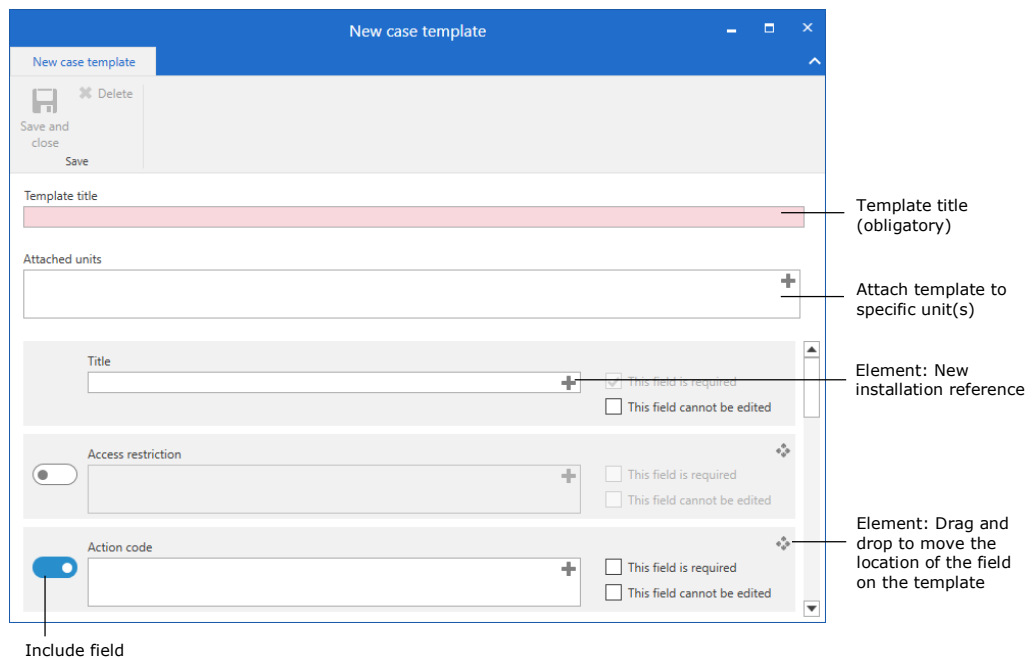 New case template
New case template
Delete
Save and
close
Save
Template title
Template title
(obligatory)
Attached units
Attach template to
specific unit(s)
Title
This field is required
Element: New
installation reference
This field cannot be edited
Access restriction
This field is required
This field cannot be edited
Element: Drag and
drop to move the
location of the field
on the template
Action code
This field is required
This field cannot be edited
Include field